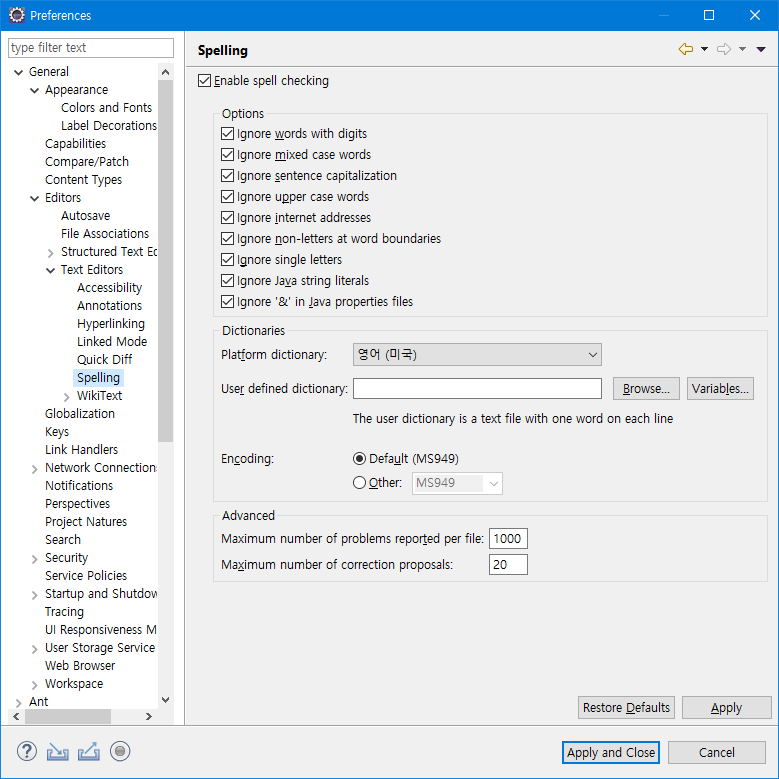 Preferences
type filter text
General
Appearance
Colors and Fonts
Label Decorations
Capabilities
Compare/Patch
Content Types
Editors
Autosave
File Associations
Structured Text Ec
Text Editors
Accessibility
Annotations
Hyperlinking
Linked Mode
Quick Diff
Spelling
WikiText
Globalization
Keys
Link Handlers
Network Connection
Notifications
Perspectives
Project Natures
Search
Security
Service Policies
Startup and Shutdow
Tracing
UI Responsiveness M
User Storage Service
Web Browser
Workspace
Ant
Spelling
Enable spell checking
Options
Ignore words with digits
Ignore mixed case words
Ignore sentence capitalization
Ignore upper case words
Ignore internet addresses
Ignore non-letters at word boundaries
Ignore single letters
Ignore Java string literals
Ignore '&' in Java properties files
Dictionaries
Platform dictionary: 영어 (미국)
User defined dictionary: Browse... Variables...
The user dictionary is a text file with one word on each line
Encoding: Default (MS949)
Other: MS949
Advanced
Maximum number of problems reported per file: 1000
Maximum number of correction proposals: 20
Restore Defaults Apply
? Apply and Close Cancel